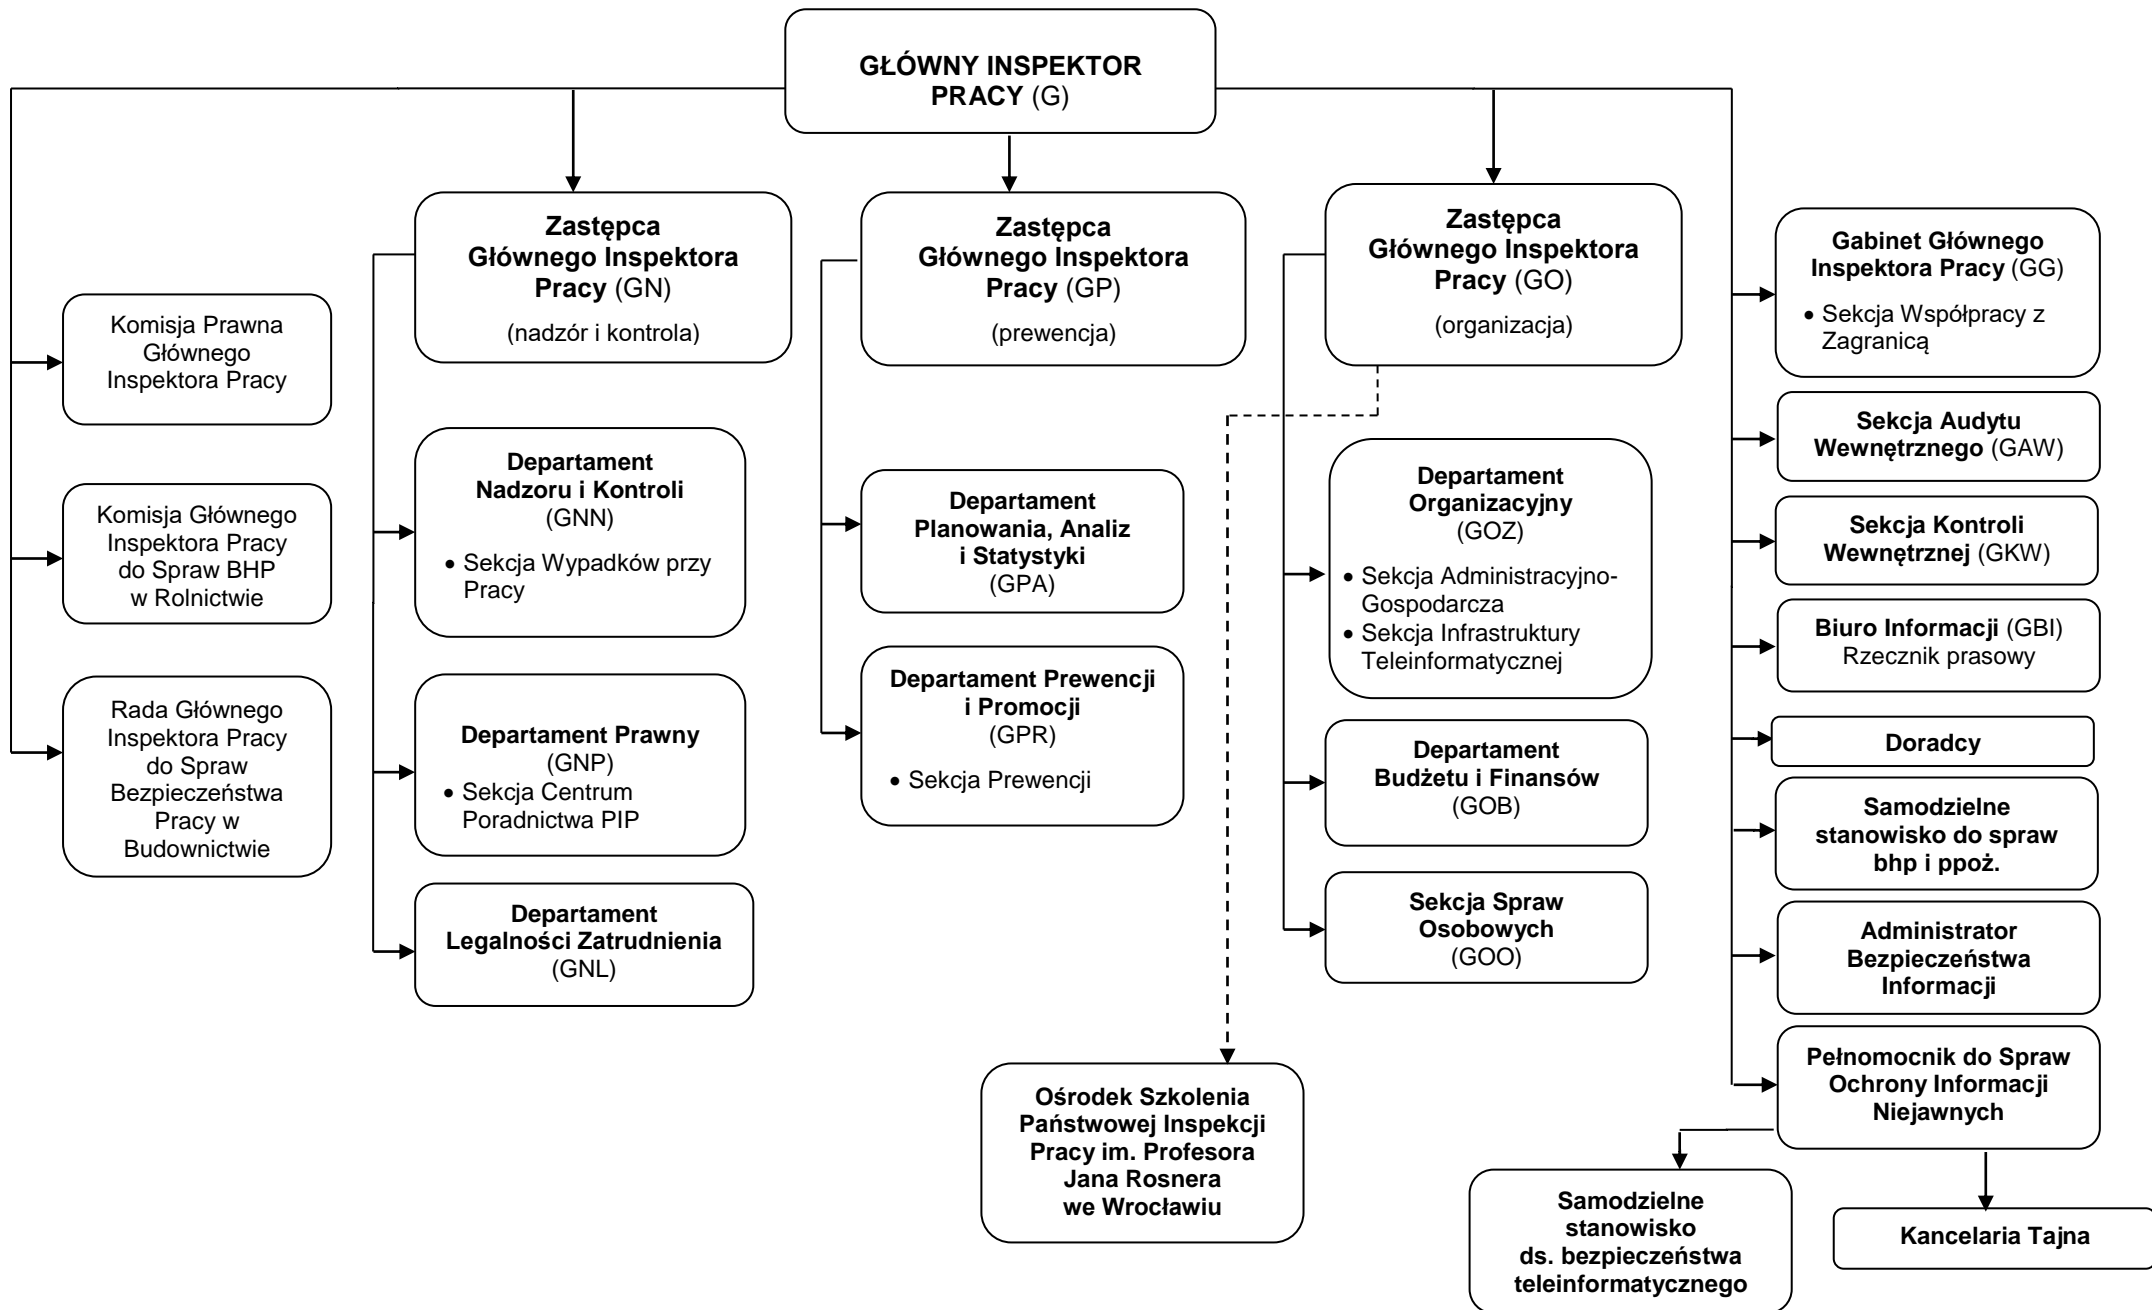 GŁÓWNY INSPEKTOR
PRACY (G)
Komisja Prawna
Głównego
Inspektora Pracy
Komisja Głównego
Inspektora Pracy
do Spraw BHP
w Rolnictwie
Rada Głównego
Inspektora Pracy
do Spraw
Bezpieczeństwa
Pracy w
Budownictwie
Zastępca
Głównego Inspektora
Pracy (GN)
(nadzór i kontrola)
Departament
Nadzoru i Kontroli
(GNN)
• Sekcja Wypadków przy
Pracy
Departament Prawny
(GNP)
• Sekcja Centrum
Poradnictwa PIP
Departament
Legalności Zatrudnienia
(GNL)
Zastępca
Głównego Inspektora
Pracy (GP)
(prewencja)
Departament
Planowania, Analiz
i Statystyki
(GPA)
Departament Prewencji
i Promocji
(GPR)
• Sekcja Prewencji
Zastępca
Głównego Inspektora
Pracy (GO)
(organizacja)
Departament
Organizacyjny
(GOZ)
• Sekcja Administracyjno-
Gospodarcza
• Sekcja Infrastruktury
Teleinformatycznej
Departament
Budżetu i Finansów
(GOB)
Sekcja Spraw
Osobowych
(GOO)
Ośrodek Szkolenia
Państwowej Inspekcji
Pracy im. Profesora
Jana Rosnera
we Wrocławiu
Gabinet Głównego
Inspektora Pracy (GG)
• Sekcja Współpracy z
Zagranicą
Sekcja Audytu
Wewnętrznego (GAW)
Sekcja Kontroli
Wewnętrznej (GKW)
Biuro Informacji (GBI)
Rzecznik prasowy
Doradcy
Samodzielne
stanowisko do spraw
bhp i ppoż.
Administrator
Bezpieczeństwa
Informacji
Pełnomocnik do Spraw
Ochrony Informacji
Niejawnych
Samodzielne
stanowisko
ds. bezpieczeństwa
teleinformatycznego
Kancelaria Tajna